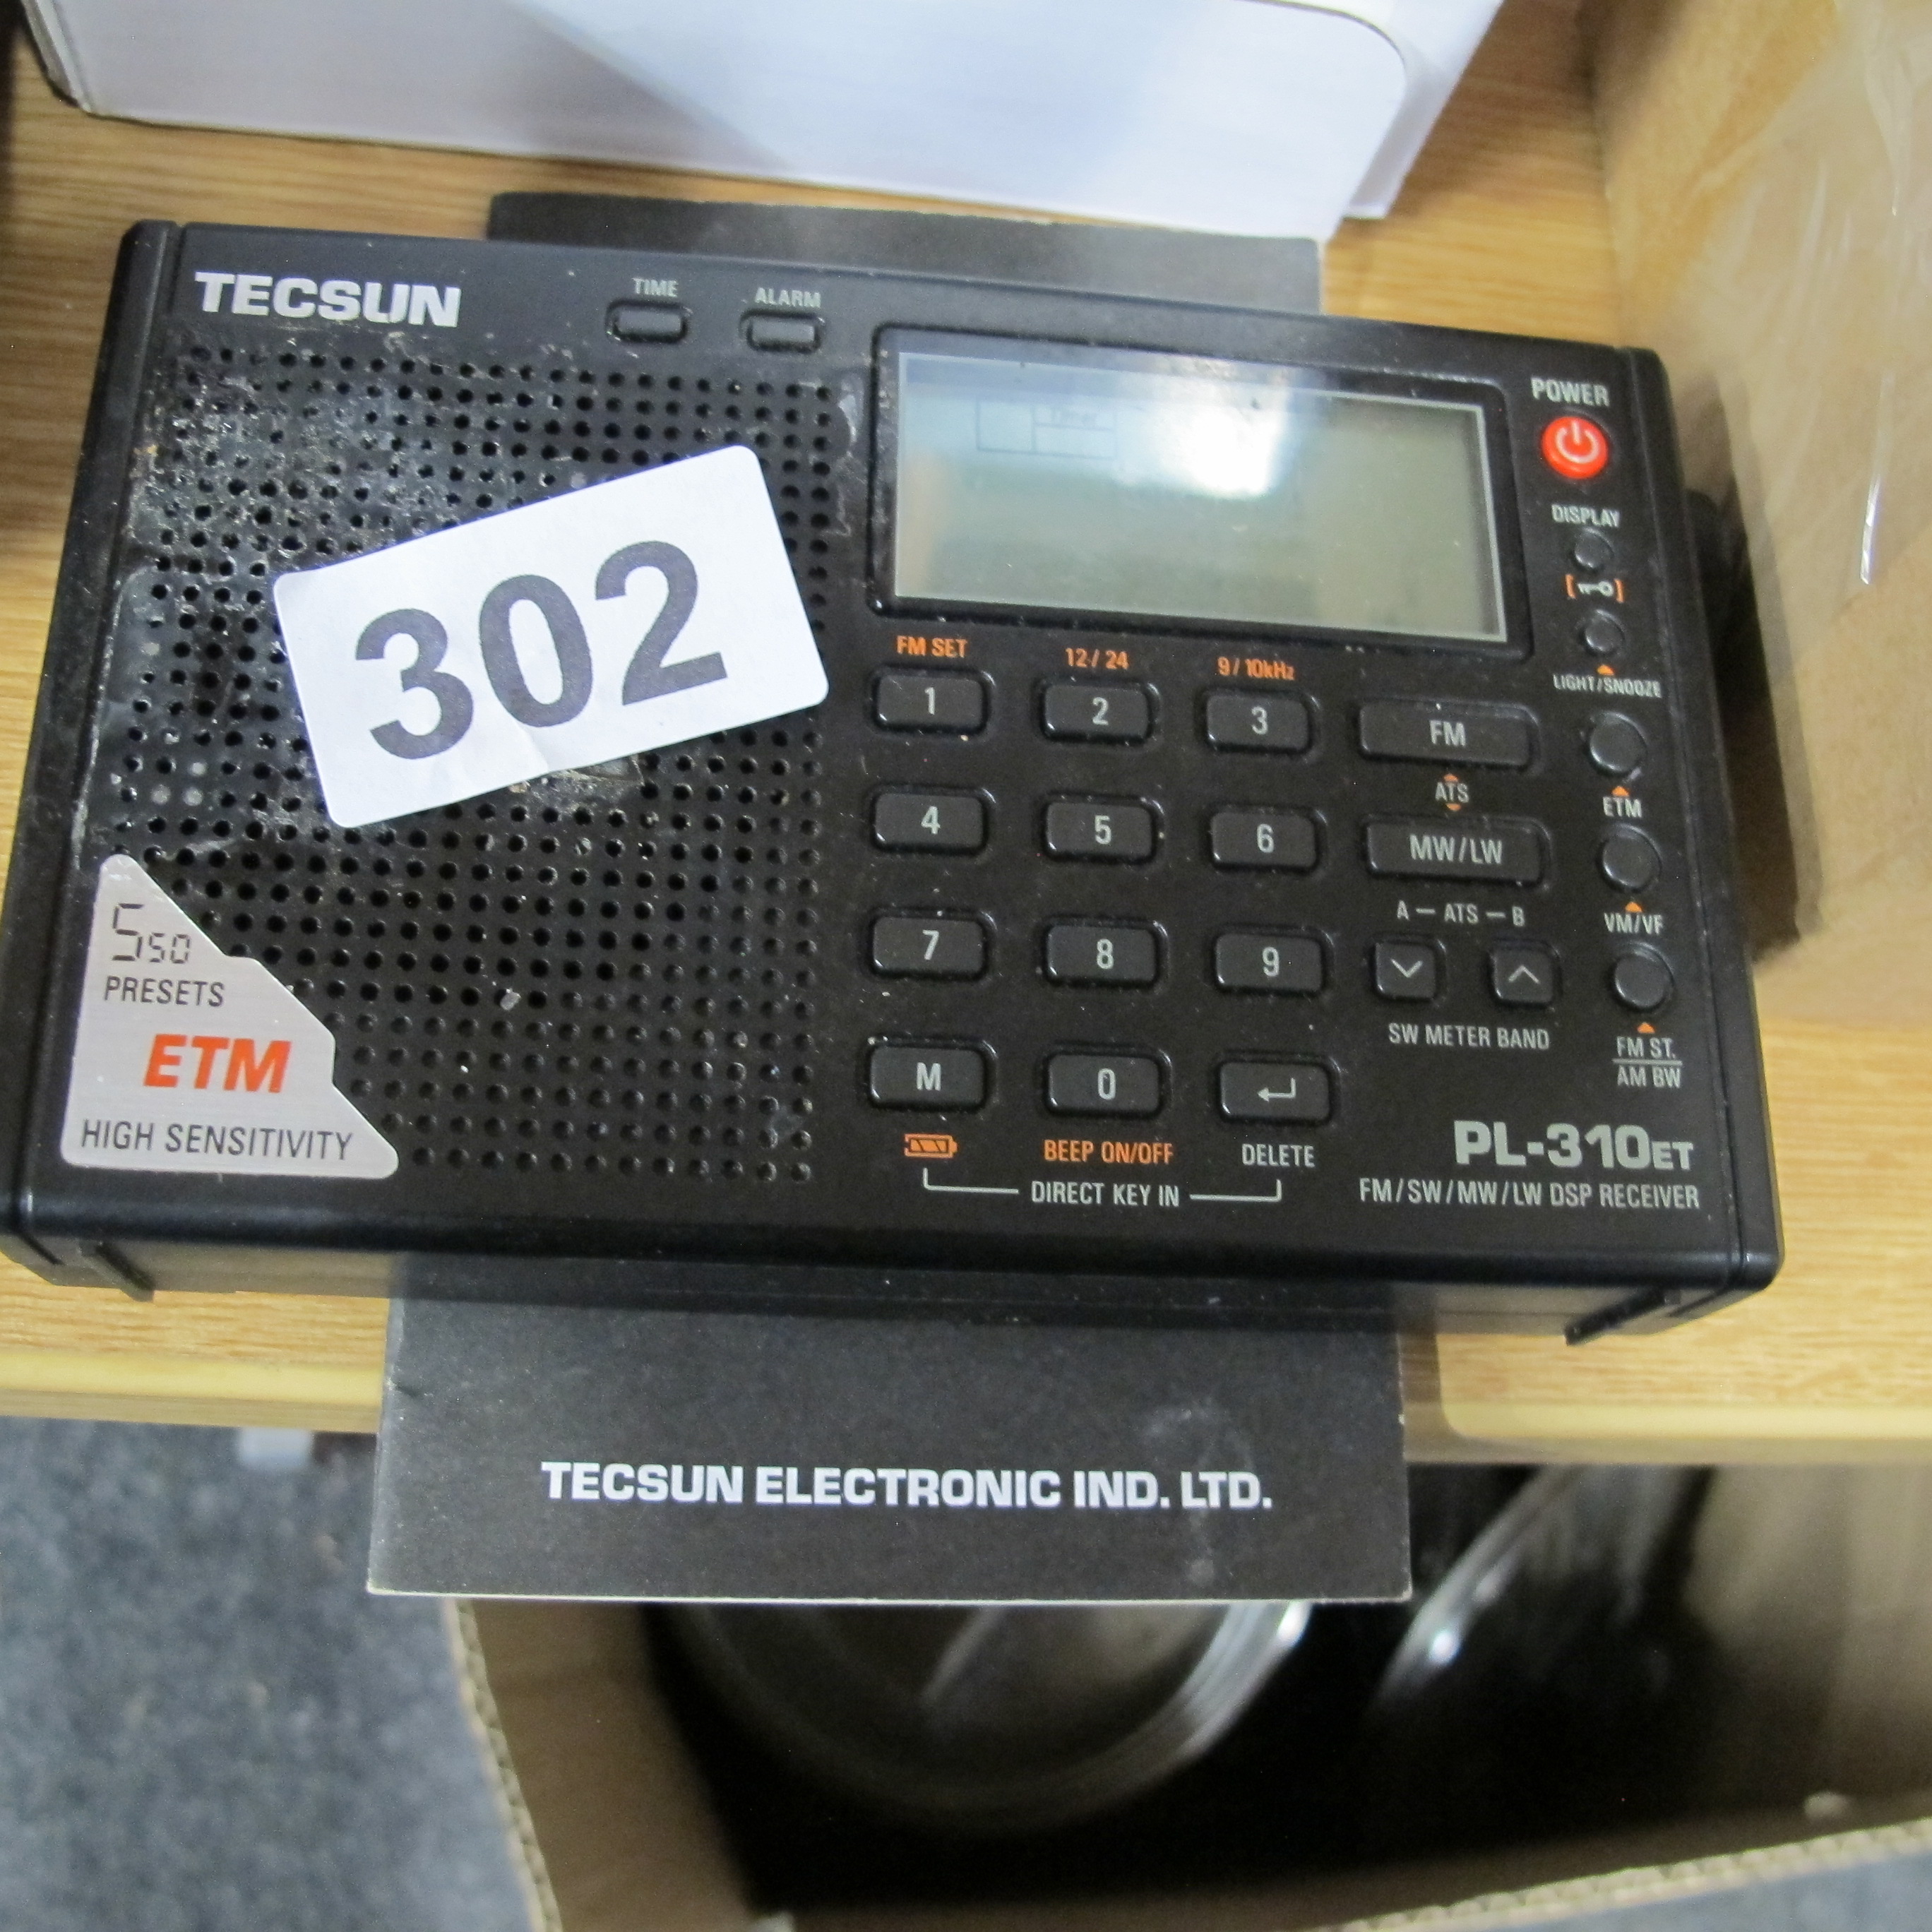 TECSUN
TIME
ALARM
POWER
DISPLAY
LIGHT/SNOOZE
302
FM SET
12/24
9/10kHz
1
2
3
FM
ATS
ETM
4
5
6
MW/LW
A — ATS — B
VM/VF
7
8
9
SW METER BAND
FM ST.
AM BW
550
PRESETS
ETM
HIGH SENSITIVITY
M
0
BEEP ON/OFF
DELETE
DIRECT KEY IN
PL-310ET
FM/SW/MW/LW DSP RECEIVER
TECSUN ELECTRONIC IND. LTD.